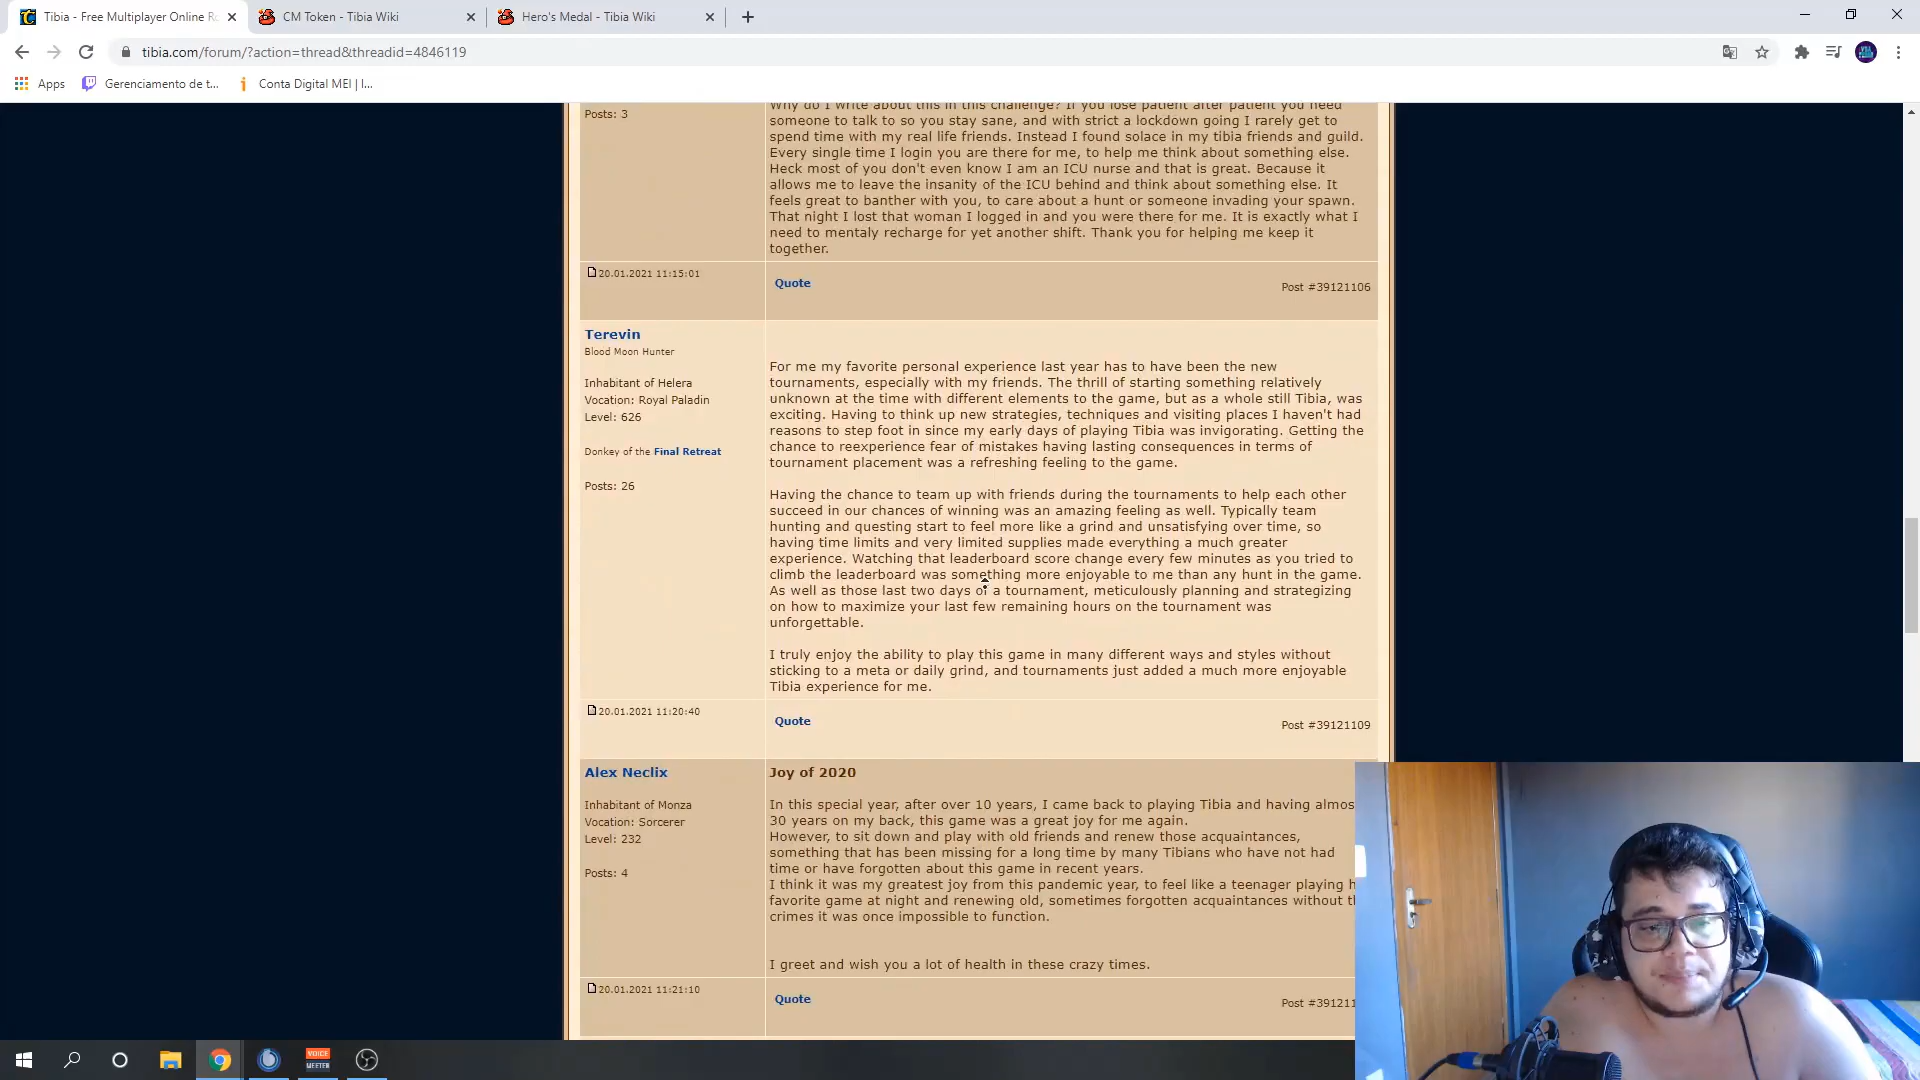 Tibia - Free Multiplayer Online Ro
CM Token - Tibia Wiki
Hero's Medal - Tibia Wiki
tibia.com/forum/?action=thread&threadid=4846119
Apps
Gerenciamento de t...
Conta Digital MEI | I...
Posts: 3
Why do I write about this in this challenge? If you lose patient after patient you need
someone to talk to so you stay sane, and with strict a lockdown going I rarely get to
spend time with my real life friends. Instead I found solace in my tibia friends and guild.
Every single time I login you are there for me, to help me think about something else.
Heck most of you don't even know I am an ICU nurse and that is great. Because it
allows me to leave the insanity of the ICU behind and think about something else. It
feels great to banther with you, to care about a hunt or someone invading your spawn.
That night I lost that woman I logged in and you were there for me. It is exactly what I
need to mentaly recharge for yet another shift. Thank you for helping me keep it
together.
20.01.2021 11:15:01
Quote
Post #39121106
Terevin
Blood Moon Hunter
Inhabitant of Helera
Vocation: Royal Paladin
Level: 626
Donkey of the Final Retreat
Posts: 26
For me my favorite personal experience last year has to have been the new
tournaments, especially with my friends. The thrill of starting something relatively
unknown at the time with different elements to the game, but as a whole still Tibia, was
exciting. Having to think up new strategies, techniques and visiting places I haven't had
reasons to step foot in since my early days of playing Tibia was invigorating. Getting the
chance to reexperience fear of mistakes having lasting consequences in terms of
tournament placement was a refreshing feeling to the game.
Having the chance to team up with friends during the tournaments to help each other
succeed in our chances of winning was an amazing feeling as well. Typically team
hunting and questing start to feel more like a grind and unsatisfying over time, so
having time limits and very limited supplies made everything a much greater
experience. Watching that leaderboard score change every few minutes as you tried to
climb the leaderboard was something more enjoyable to me than any hunt in the game.
As well as those last two days of a tournament, meticulously planning and strategizing
on how to maximize your last few remaining hours on the tournament was
unforgettable.
I truly enjoy the ability to play this game in many different ways and styles without
sticking to a meta or daily grind, and tournaments just added a much more enjoyable
Tibia experience for me.
20.01.2021 11:20:40
Quote
Post #39121109
Alex Neclix
Inhabitant of Monza
Vocation: Sorcerer
Level: 232
Posts: 4
Joy of 2020
In this special year, after over 10 years, I came back to playing Tibia and having almos
30 years on my back, this game was a great joy for me again.
However, to sit down and play with old friends and renew those acquaintances,
something that has been missing for a long time by many Tibians who have not had
time or have forgotten about this game in recent years.
I think it was my greatest joy from this pandemic year, to feel like a teenager playing h
favorite game at night and renewing old, sometimes forgotten acquaintances without t
crimes it was once impossible to function.
I greet and wish you a lot of health in these crazy times.
20.01.2021 11:21:10
Quote
Post #391211
VOICE
MEETER